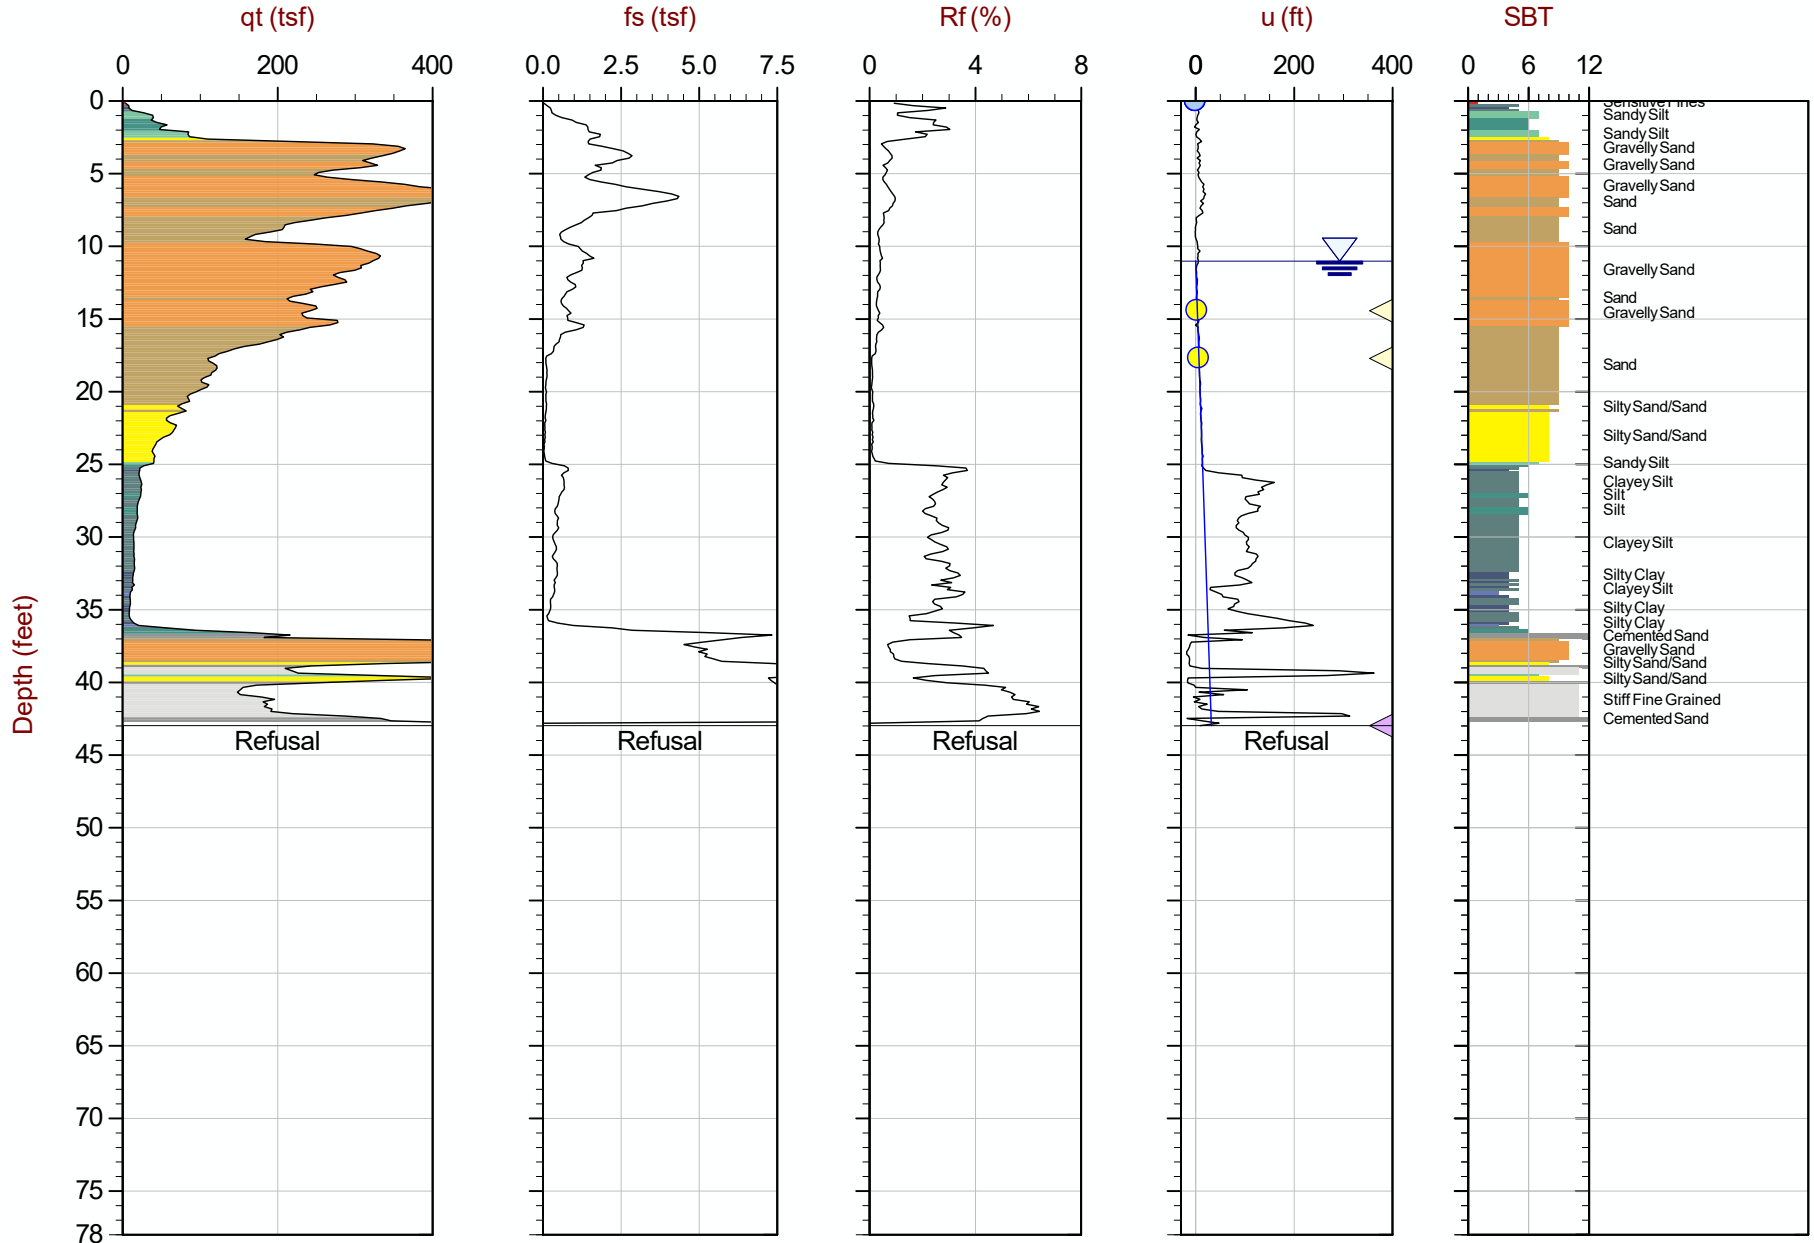 qt (tsf) fs (tsf) Rf (%) u (ft) SBT
0 200 400 0.0 2.5 5.0 7.5 0 4 8 0 200 400 0 6 12
0
5
10
15
20
25
30
35
40
45
50
55
60
65
70
75
78
Depth (feet)
Sensitive Fines
Sandy Silt
Sandy Silt
Gravelly Sand
Gravelly Sand
Gravelly Sand
Sand
Sand
Gravelly Sand
Sand
Gravelly Sand
Sand
Silty Sand/Sand
Silty Sand/Sand
Sandy Silt
Clayey Silt
Silt
Silt
Clayey Silt
Silty Clay
Clayey Silt
Silty Clay
Silty Clay
Cemented Sand
Gravelly Sand
Silty Sand/Sand
Silty Sand/Sand
Stiff Fine Grained
Cemented Sand
Refusal Refusal Refusal Refusal